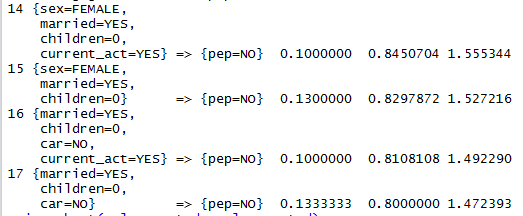 14 {sex=FEMALE,
married=YES,
children=0,
current_act=YES} => {pep=NO} 0.1000000 0.8450704 1.555344
15 {sex=FEMALE,
married=YES,
children=0} => {pep=NO} 0.1300000 0.8297872 1.527216
16 {married=YES,
children=0,
car=NO,
current_act=YES} => {pep=NO} 0.1000000 0.8108108 1.492290
17 {married=YES,
children=0,
car=NO} => {pep=NO} 0.1333333 0.8000000 1.472393